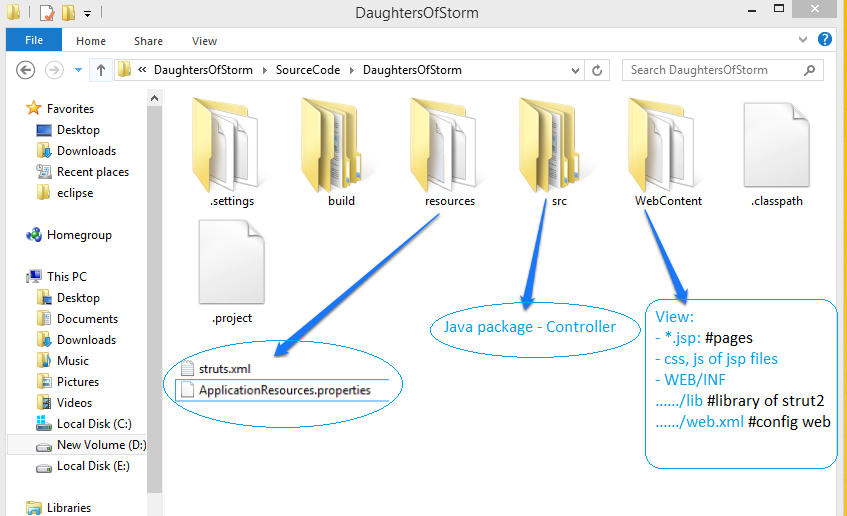 DaughtersOfStorm
File Home Share View
« DaughtersOfStorm SourceCode DaughtersOfStorm
Search DaughtersOfStorm
Favorites
Desktop
Downloads
Recent places
eclipse
Homegroup
This PC
Desktop
Documents
Downloads
Music
Pictures
Videos
Local Disk (C:)
New Volume (D:)
Local Disk (E:)
Libraries
.settings
build
resources
src
WebContent
.classpath
.project
struts.xml
ApplicationResources.properties
Java package - Controller
View:
- *.jsp: #pages
- css, js of jsp files
- WEB/INF
....../lib #library of strut2
....../web.xml #config web